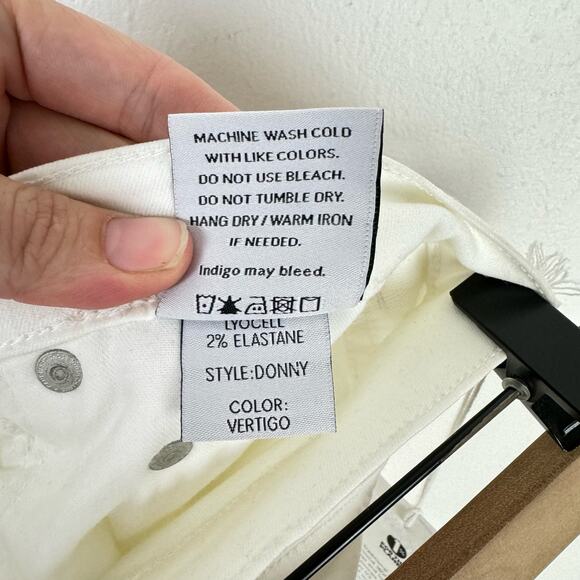 MACHINE WASH COLD
WITH LIKE COLORS.
DO NOT USE BLEACH.
DO NOT TUMBLE DRY.
HANG DRY / WARM IRON
IF NEEDED.
Indigo may bleed.
LYOCELL
2% ELASTANE
STYLE:DONNY
COLOR:
VERTIGO